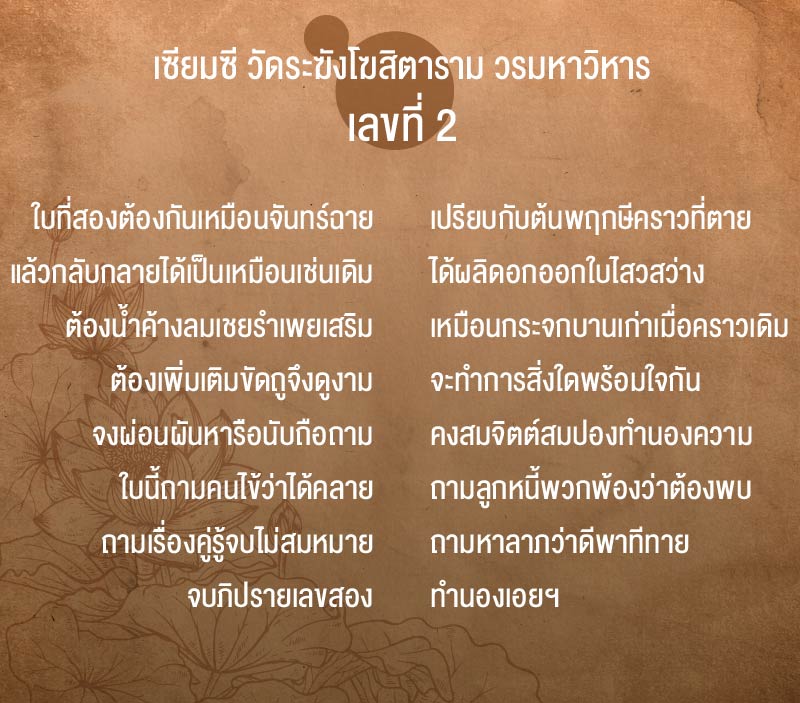 เซียมซี วัดระฆังโฆสิตาราม วรมหาวิหาร
เลขที่ 2
ใบที่สองต้องกันเหมือนจันทร์ฉาย เปรียบกับต้นพฤกษีคราวที่ตาย
แล้วกลับกลายได้เป็นเหมือนเช่นเดิม ได้ผลิดอกออกใบไสวสว่าง
ต้องน้ำค้างลมเชยรำเพยเสริม เหมือนกระจกบานเก่าเมื่อคราวเดิม
ต้องเพิ่มเติมขัดถูจึงดูงาม จะทำการสิ่งใดพร้อมใจกัน
จงผ่อนผันหารือนับถือถาม คงสมจิตต์สมปองทำนองความ
ใบนี้ถามคนไข้ว่าได้คลาย ถามลูกหนี้พวกพ้องว่าต้องพบ
ถามเรื่องคู่รู้จบไม่สมหมาย ถามหาลาภว่าดีพาทีทาย
จบภิปรายเลขสอง ทำนองเอยฯ